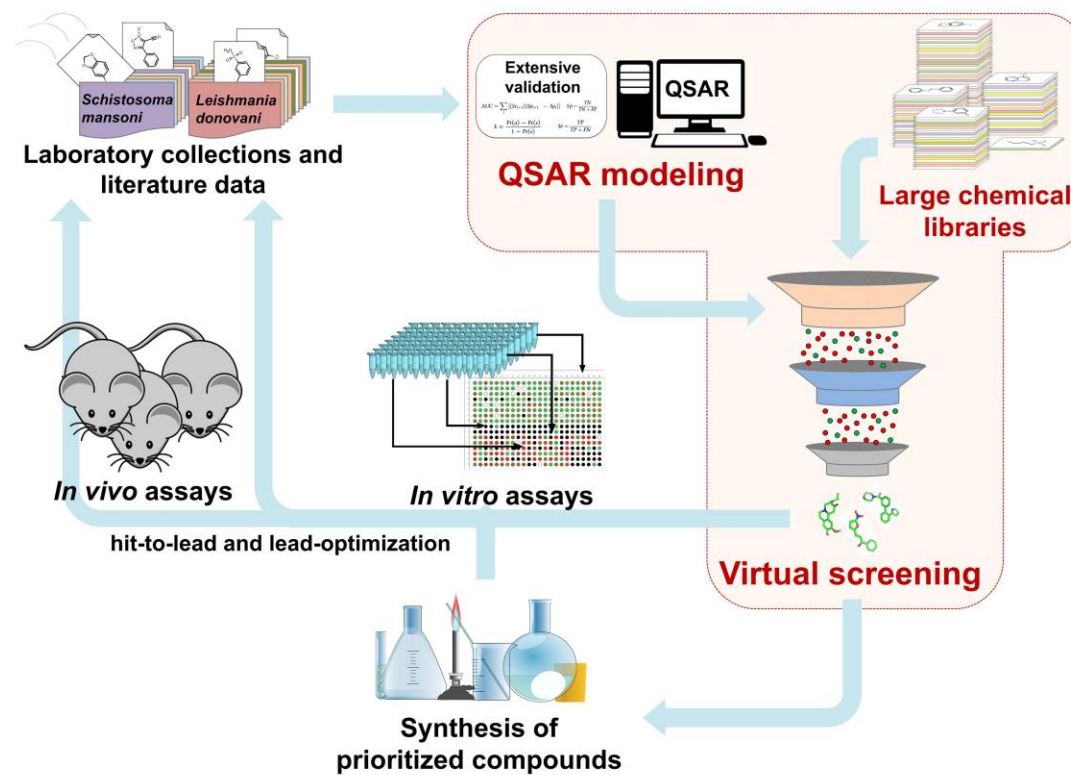 Schistosoma
mansoni
Leishmania
donovani
Laboratory collections and
literature data
Extensive
validation
QSAR
QSAR modeling
Large chemical
libraries
In vivo assays
In vitro assays
hit-to-lead and lead-optimization
Virtual screening
Synthesis of
prioritized compounds